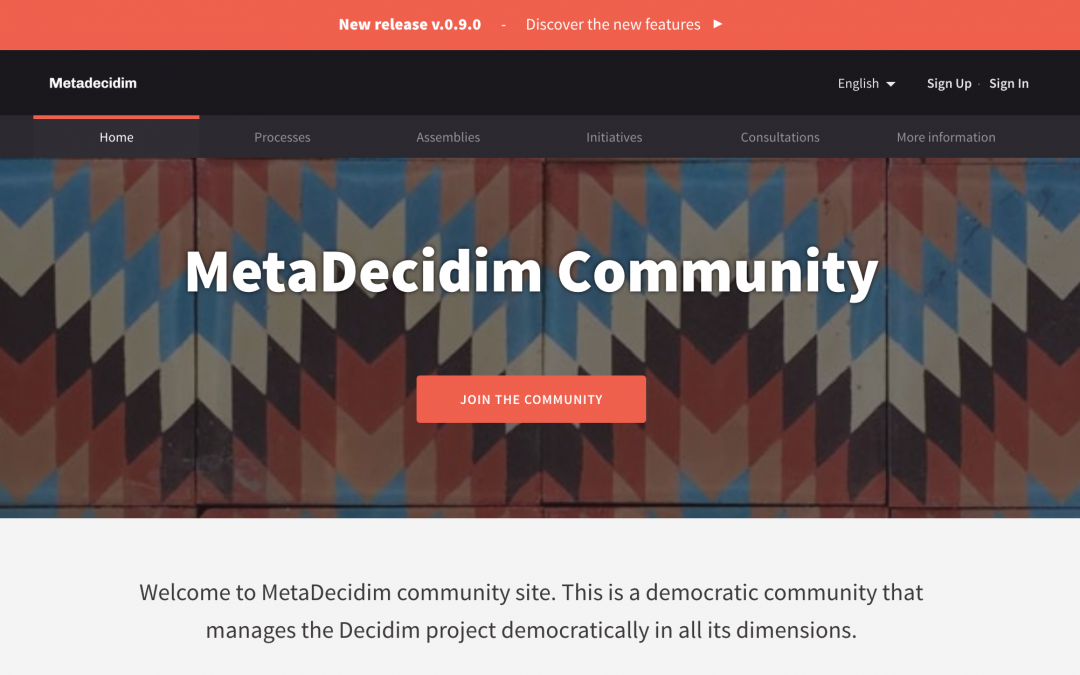 New release v.0.9.0 - Discover the new features ►
Metadecidim
English Sign Up · Sign In
Home Processes Assemblies Initiatives Consultations More information
MetaDecidim Community
JOIN THE COMMUNITY
Welcome to MetaDecidim community site. This is a democratic community that
manages the Decidim project democratically in all its dimensions.